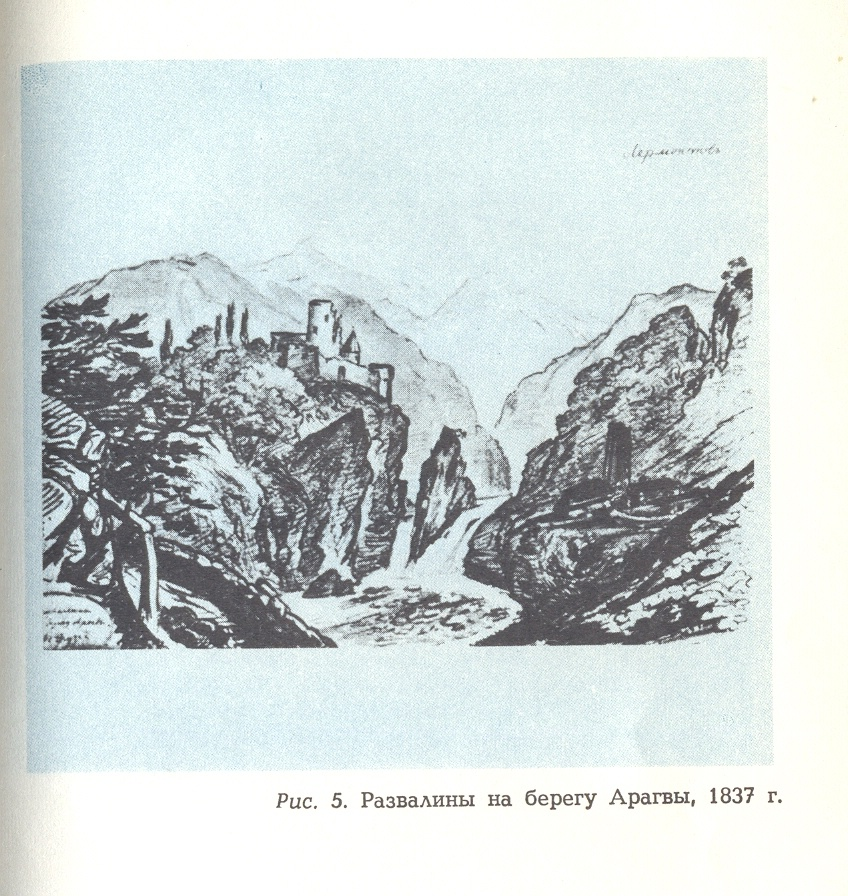 Лермонтовъ
Рис. 5. Развалины на берегу Арагвы, 1837 г.